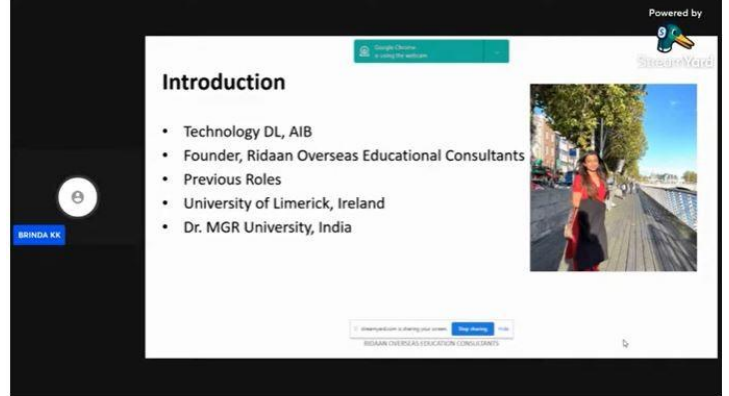 Powered by
StreamYard
Google Chrome
is using the webcam
Introduction
• Technology DL, AIB
• Founder, Ridaan Overseas Educational Consultants
• Previous Roles
• University of Limerick, Ireland
• Dr. MGR University, India
BRINDA KK
streamyard.com is sharing your screen.
Stop sharing
Hide
RIDAAN OVERSEAS EDUCATION CONSULTANTS